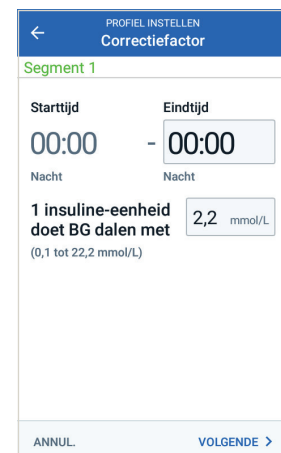 PROFIEL INSTELLEN
Correctiefactor
Segment 1
Starttijd Eindtijd
00:00 - 00:00
Nacht Nacht
1 insuline-eenheid
doet BG dalen met
2,2 mmol/L
(0,1 tot 22,2 mmol/L)
ANNUL. VOLGENDE